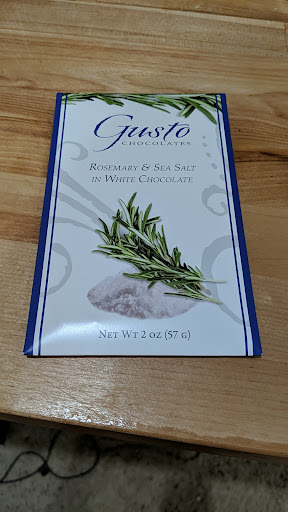 Gusto
CHOCOLATES
ROSEMARY & SEA SALT
IN WHITE CHOCOLATE
NET WT 2 OZ (57 G)